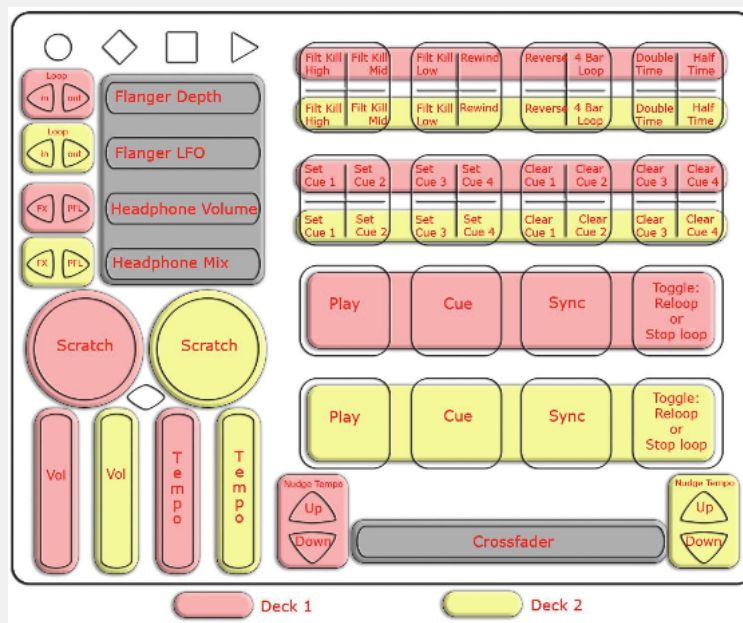 Loop
in out
Flanger Depth
Loop
in out
Flanger LFO
FX PFL
Headphone Volume
FX PFL
Headphone Mix
Scratch
Scratch
Vol
Vol
Tempo
Tempo
Filt Kill High
Filt Kill Mid
Filt Kill Low
Rewind
Reverse
4 Bar Loop
Double Time
Half Time
Filt Kill High
Filt Kill Mid
Filt Kill Low
Rewind
Reverse
4 Bar Loop
Double Time
Half Time
Set Cue 1
Set Cue 2
Set Cue 3
Set Cue 4
Clear Cue 1
Clear Cue 2
Clear Cue 3
Clear Cue 4
Set Cue 1
Set Cue 2
Set Cue 3
Set Cue 4
Clear Cue 1
Clear Cue 2
Clear Cue 3
Clear Cue 4
Play
Cue
Sync
Toggle:
Reloop
or
Stop loop
Play
Cue
Sync
Toggle:
Reloop
or
Stop loop
Nudge Tempo
Up
Down
Crossfader
Nudge Tempo
Up
Down
Deck 1
Deck 2